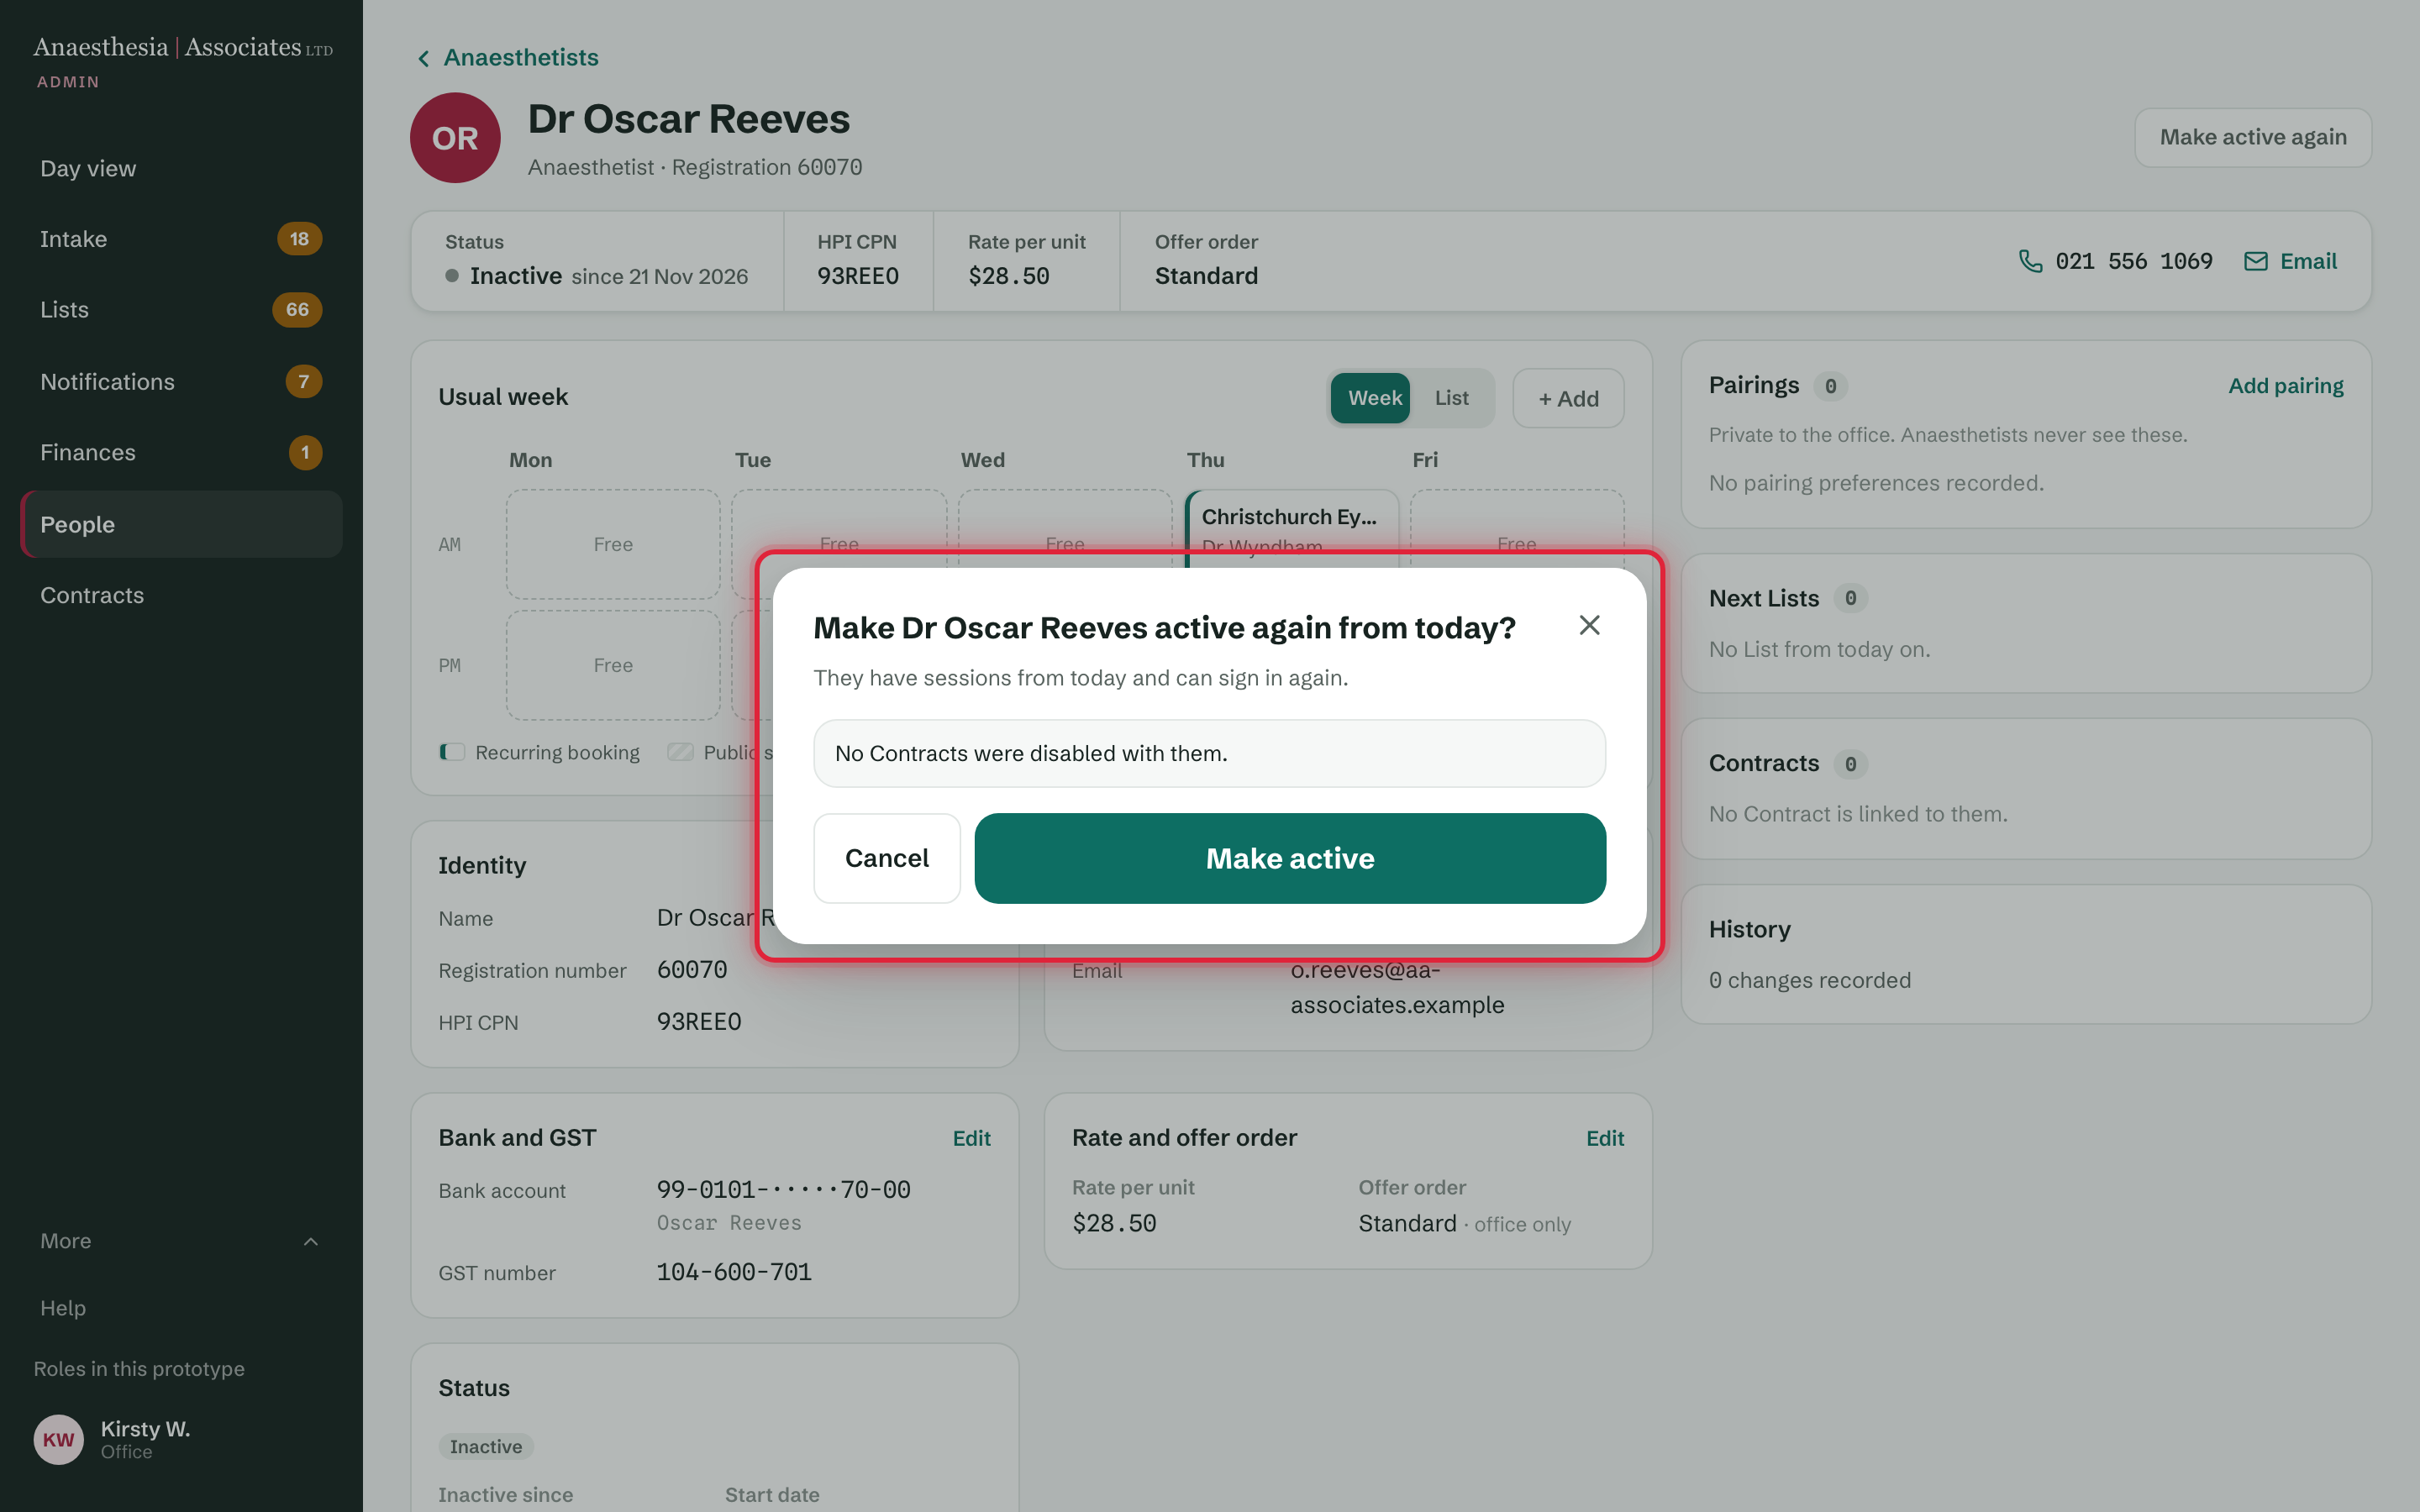 Anaesthesia | Associates LTD
ADMIN
Day view
Intake 18
Lists 66
Notifications 7
Finances 1
People
Contracts
More
Help
Roles in this prototype
KW
Kirsty W.
Office
Anaesthetists
OR
Dr Oscar Reeves
Anaesthetist · Registration 60070
Make active again
Status
Inactive since 21 Nov 2026
HPI CPN
93REEO
Rate per unit
$28.50
Offer order
Standard
021 556 1069
Email
Usual week
Week List
+ Add
Mon Tue Wed Thu Fri
AM
Free Free Free
Christchurch Ey...
Dr Wyndham
Free
PM
Free
Recurring booking
Public s
Make Dr Oscar Reeves active again from today?
They have sessions from today and can sign in again.
No Contracts were disabled with them.
Cancel
Make active
Identity
Name Dr Oscar R
Registration number 60070
HPI CPN 93REEO
Email o.reeves@aa-
associates.example
Bank and GST Edit
Bank account 99-0101-·····70-00
Oscar Reeves
GST number 104-600-701
Rate and offer order Edit
Rate per unit
$28.50
Offer order
Standard · office only
Status
Inactive
Inactive since
Start date
Pairings 0
Add pairing
Private to the office. Anaesthetists never see these.
No pairing preferences recorded.
Next Lists 0
No List from today on.
Contracts 0
No Contract is linked to them.
History
0 changes recorded